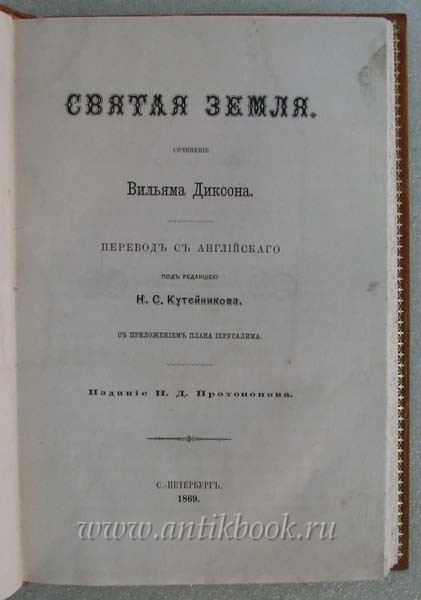 СВЯТАЯ ЗЕМЛЯ.
СОЧИНЕНІЕ
Вильяма Диксона.
ПЕРЕВОДЪ СЪ АНГЛІЙСКАГО
ПОДЪ РЕДАКЦІЕЮ
Н. С. Кутейникова.
СЪ ПРИЛОЖЕНІЕМЪ ПЛАНА ІЕРУСАЛИМА.
Изданіе И. Д. Протопопова.
С.-ПЕТЕРБУРГЪ.
1869.
www.antikbook.ru